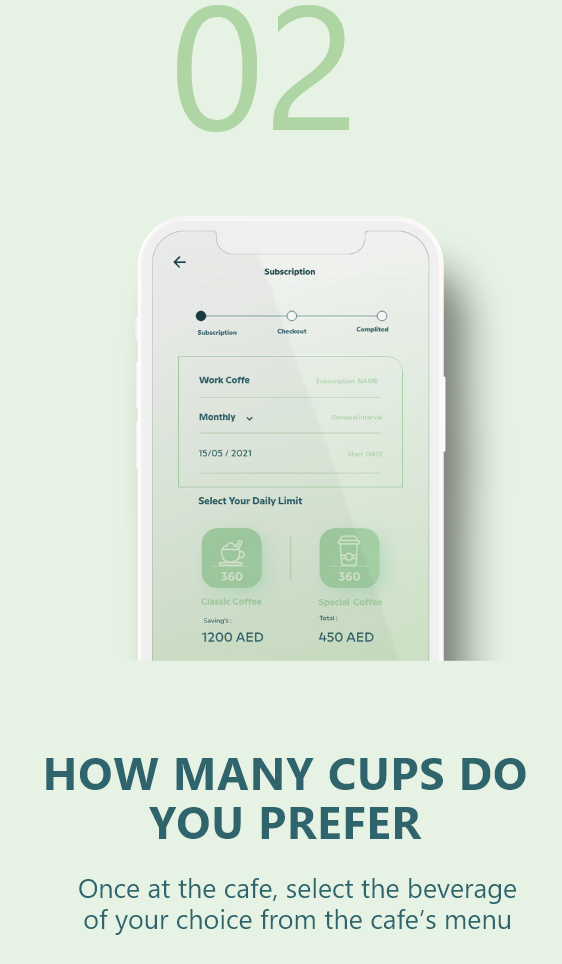 02
Subscription
Subscription Checkout Complited
Work Coffe Subscription NAME
Monthly Renewal Interval
15/05 / 2021 Start DATE
Select Your Daily Limit
360 360
Classic Coffee Special Coffee
Saving's : Total :
1200 AED 450 AED
HOW MANY CUPS DO
YOU PREFER
Once at the cafe, select the beverage
of your choice from the cafe’s menu